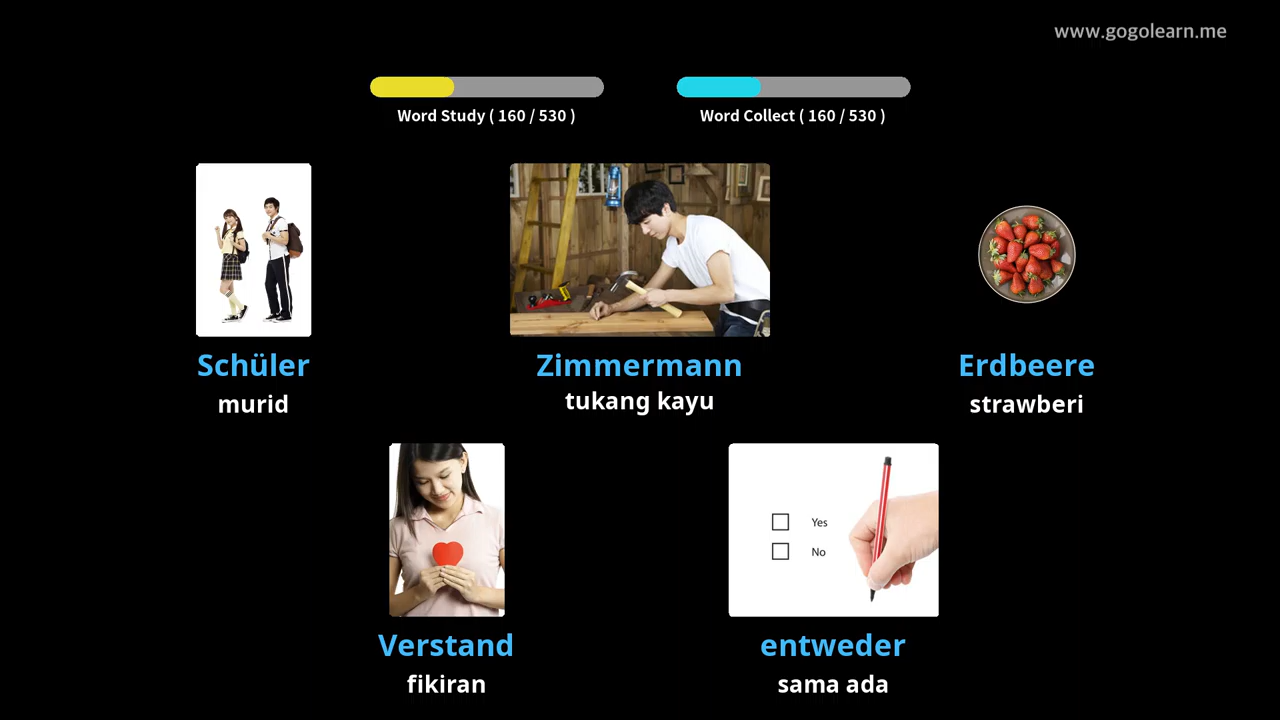 www.gogolearn.me
Word Study ( 160 / 530 )
Word Collect ( 160 / 530 )
Schüler
murid
Zimmermann
tukang kayu
Erdbeere
strawberi
Yes
No
Verstand
fikiran
entweder
sama ada